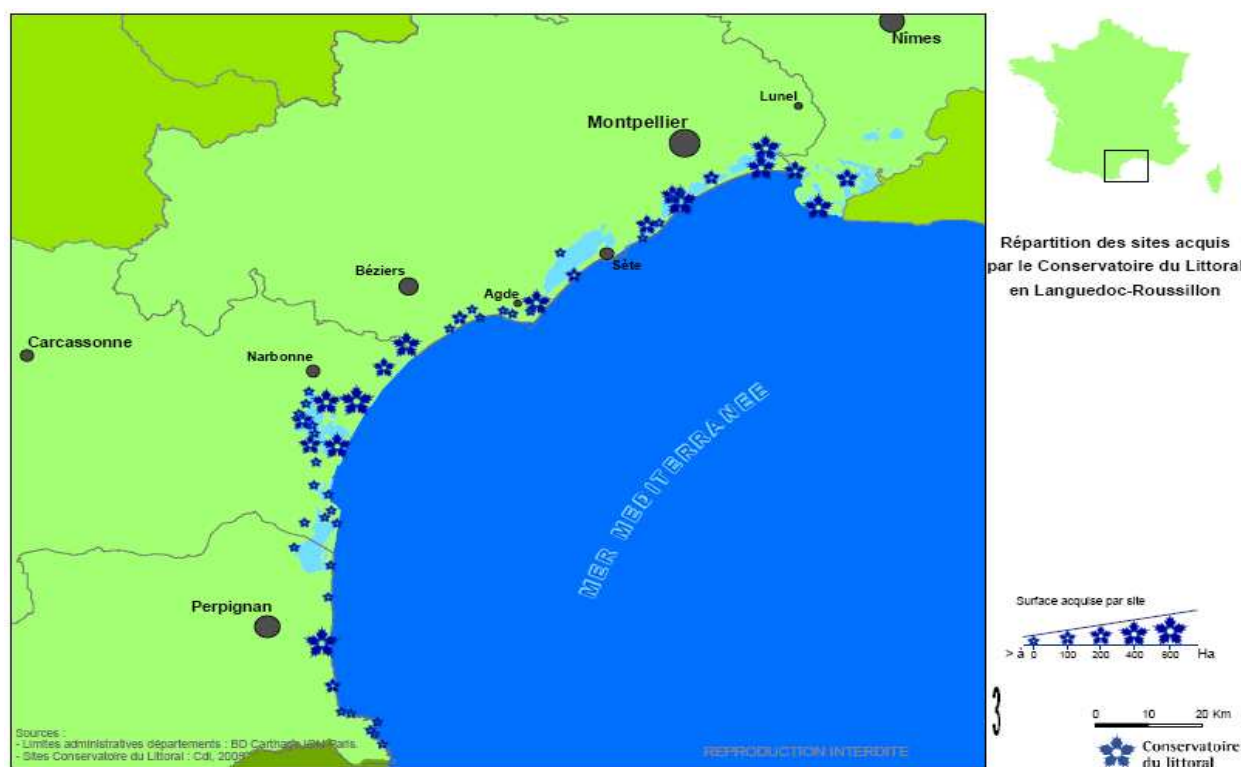 Nîmes
Lunel
Montpellier
Sète
Béziers
Agde
Carcassonne
Narbonne
Perpignan
MER MEDITERRANEE
Sources :
- Limites administratives départements : BD Carthage IGN Paris.
- Sites Conservatoire du Littoral : Cdl, 2009
REPRODUCTION INTERDITE
Répartition des sites acquis
par le Conservatoire du Littoral
en Languedoc-Roussillon
Surface acquise par site
> à 0 100 200 400 Ha
3
0 10 20 Km
Conservatoire
du littoral